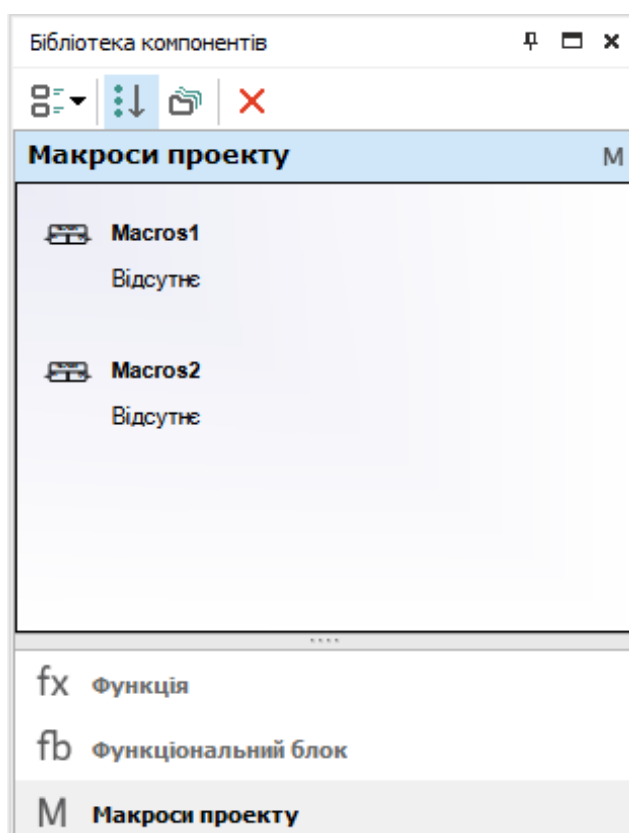 Бібліотека компонентів
Макроси проекту M
Macros1
Відсутнє
Macros2
Відсутнє
fx Функція
fb Функціональний блок
M Макроси проекту